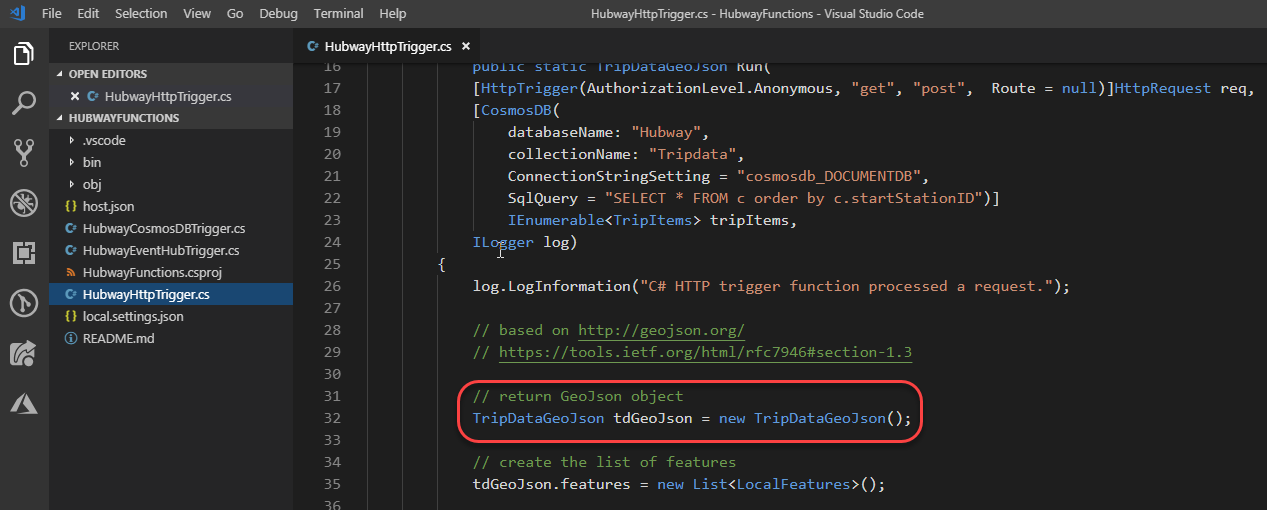 File Edit Selection View Go Debug Terminal Help HubwayHttpTrigger.cs - HubwayFunctions - Visual Studio Code
EXPLORER
OPEN EDITORS
HubwayHttpTrigger.cs
HUBWAYFUNCTIONS
.vscode
bin
obj
host.json
HubwayCosmosDBTrigger.cs
HubwayEventHubTrigger.cs
HubwayFunctions.csproj
HubwayHttpTrigger.cs
local.settings.json
README.md
HubwayHttpTrigger.cs
16 public static TripDataGeoJson Run(
17 [HttpTrigger(AuthorizationLevel.Anonymous, "get", "post",  Route = null)]HttpRequest req,
18 [CosmosDB(
19 databaseName: "Hubway",
20 collectionName: "Tripdata",
21 ConnectionStringSetting = "cosmosdb_DOCUMENTDB",
22 SqlQuery = "SELECT * FROM c order by c.startStationID")]
23 IEnumerable<TripItems> tripItems,
24 ILogger log)
25 {
26 log.LogInformation("C# HTTP trigger function processed a request.");
27
28 // based on http://geojson.org/
29 // https://tools.ietf.org/html/rfc7946#section-1.3
30
31 // return GeoJson object
32 TripDataGeoJson tdGeoJson = new TripDataGeoJson();
33
34 // create the list of features
35 tdGeoJson.features = new List<LocalFeatures>();
36